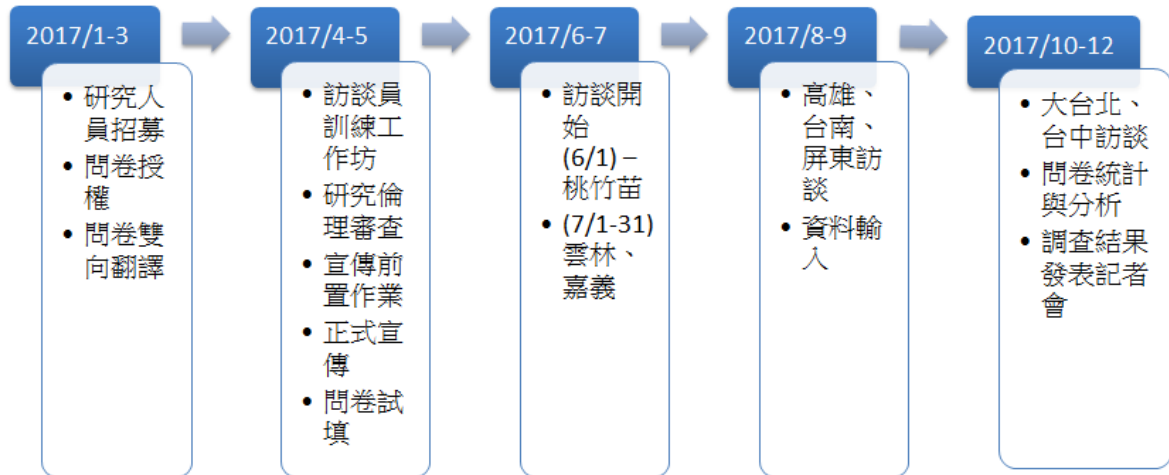 2017/1-3
• 研究人
員招募
• 問卷授
權
• 問卷雙
向翻譯
2017/4-5
• 訪談員
訓練工
作坊
• 研究倫
理審查
• 宣傳前
置作業
• 正式宣
傳
• 問卷試
填
2017/6-7
• 訪談開
始
(6/1) –
桃竹苗
• (7/1-31)
雲林、
嘉義
2017/8-9
• 高雄、
台南、
屏東訪
談
• 資料輸
入
2017/10-12
• 大台北、
台中訪談
• 問卷統計
與分析
• 調查結果
發表記者
會